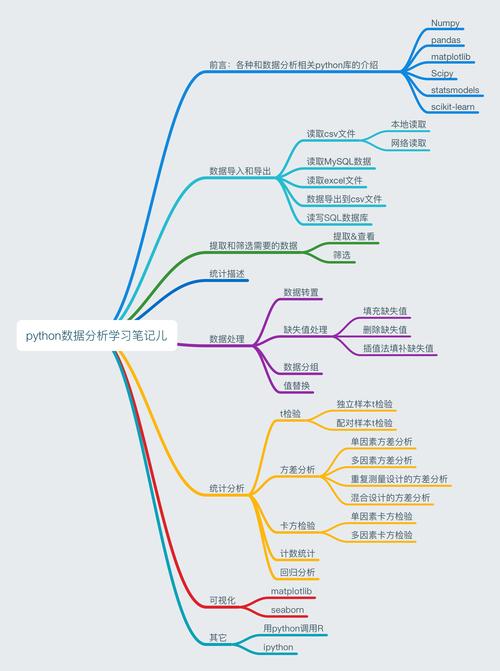 python数据分析学习笔记儿
前言：各种和数据分析相关python库的介绍
Numpy
pandas
matplotlib
Scipy
statsmodels
scikit-learn
数据导入和导出
读取csv文件
本地读取
网络读取
读取MySQL数据
读取excel文件
数据导出到csv文件
读写SQL数据库
提取和筛选需要的数据
提取&查看
筛选
统计描述
数据处理
数据转置
缺失值处理
填充缺失值
删除缺失值
插值法填补缺失值
数据分组
值替换
统计分析
t检验
独立样本t检验
配对样本t检验
方差分析
单因素方差分析
多因素方差分析
重复测量设计的方差分析
混合设计的方差分析
卡方检验
单因素卡方检验
多因素卡方检验
计数统计
回归分析
可视化
matplotlib
seaborn
其它
用python调用R
ipython